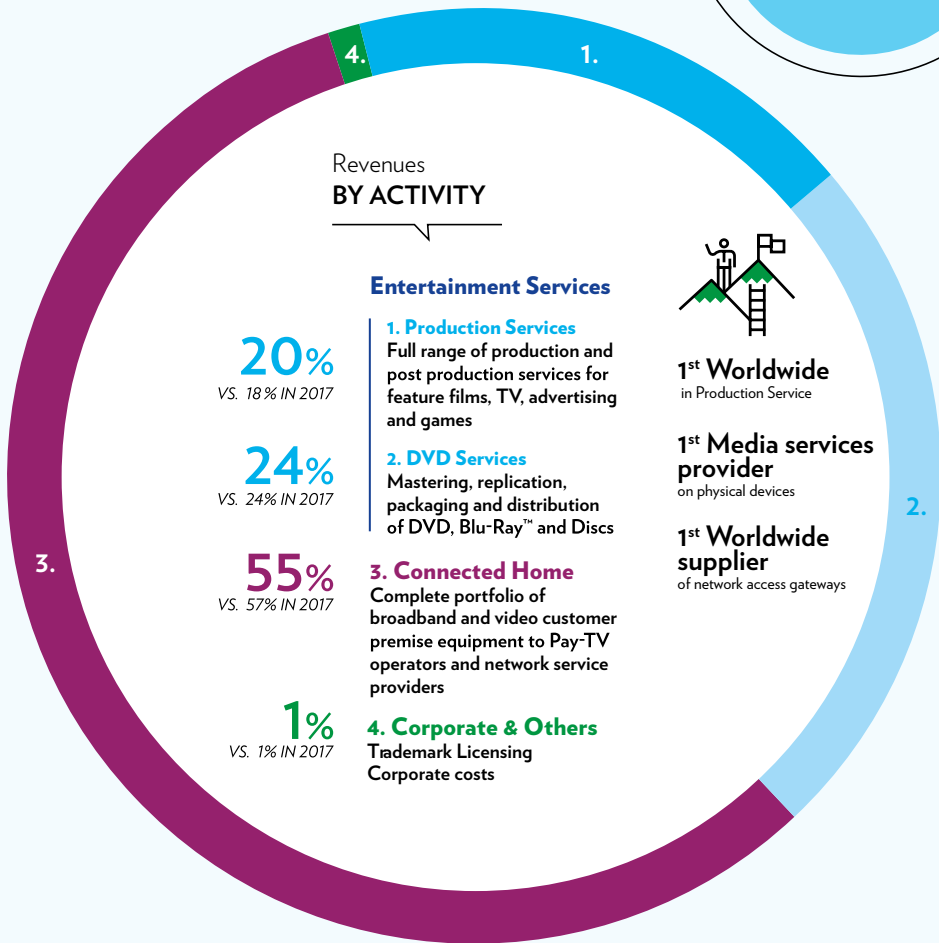 4.
1.
Revenues
BY ACTIVITY
Entertainment Services
20%
VS. 18% IN 2017
1. Production Services
Full range of production and
post production services for
feature films, TV, advertising
and games
24%
VS. 24% IN 2017
2. DVD Services
Mastering, replication,
packaging and distribution
of DVD, Blu-Ray™ and Discs
55%
VS. 57% IN 2017
3. Connected Home
Complete portfolio of
broadband and video customer
premise equipment to Pay-TV
operators and network service
providers
1%
VS. 1% IN 2017
4. Corporate & Others
Trademark Licensing
Corporate costs
1st Worldwide
in Production Service
1st Media services
provider
on physical devices
1st Worldwide
supplier
of network access gateways
2.
3.